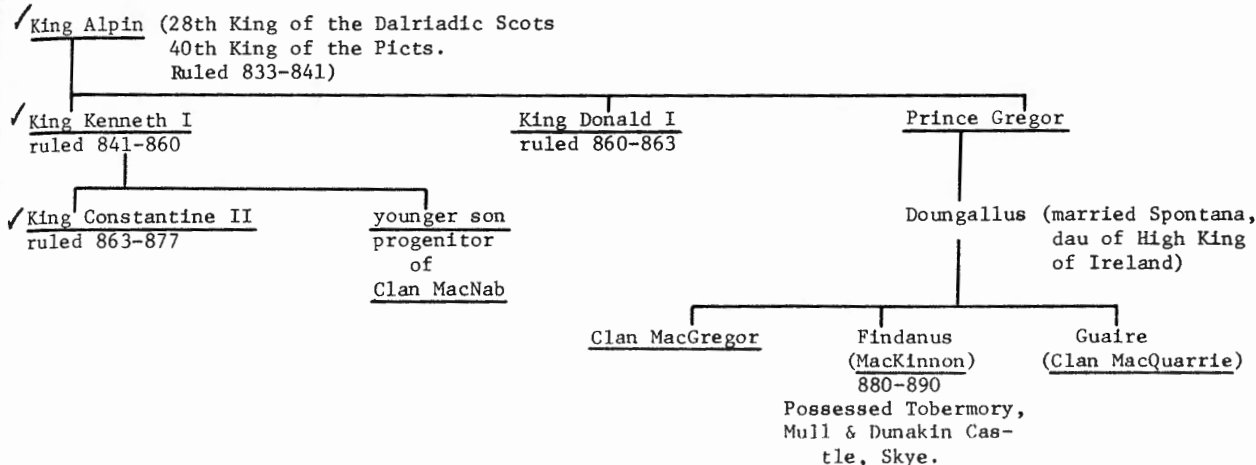 King Alpin (28th King of the Dalriadic Scots
40th King of the Picts.
Ruled 833-841)
King Kenneth I
ruled 841-860
King Donald I
ruled 860-863
Prince Gregor
King Constantine II
ruled 863-877
younger son
progenitor
of
Clan MacNab
Doungallus (married Spontana,
dau of High King
of Ireland)
Clan MacGregor
Findanus
(MacKinnon)
880-890
Possessed Tobermory,
Mull & Dunakin Cas-
tle, Skye.
Guaire
(Clan MacQuarrie)